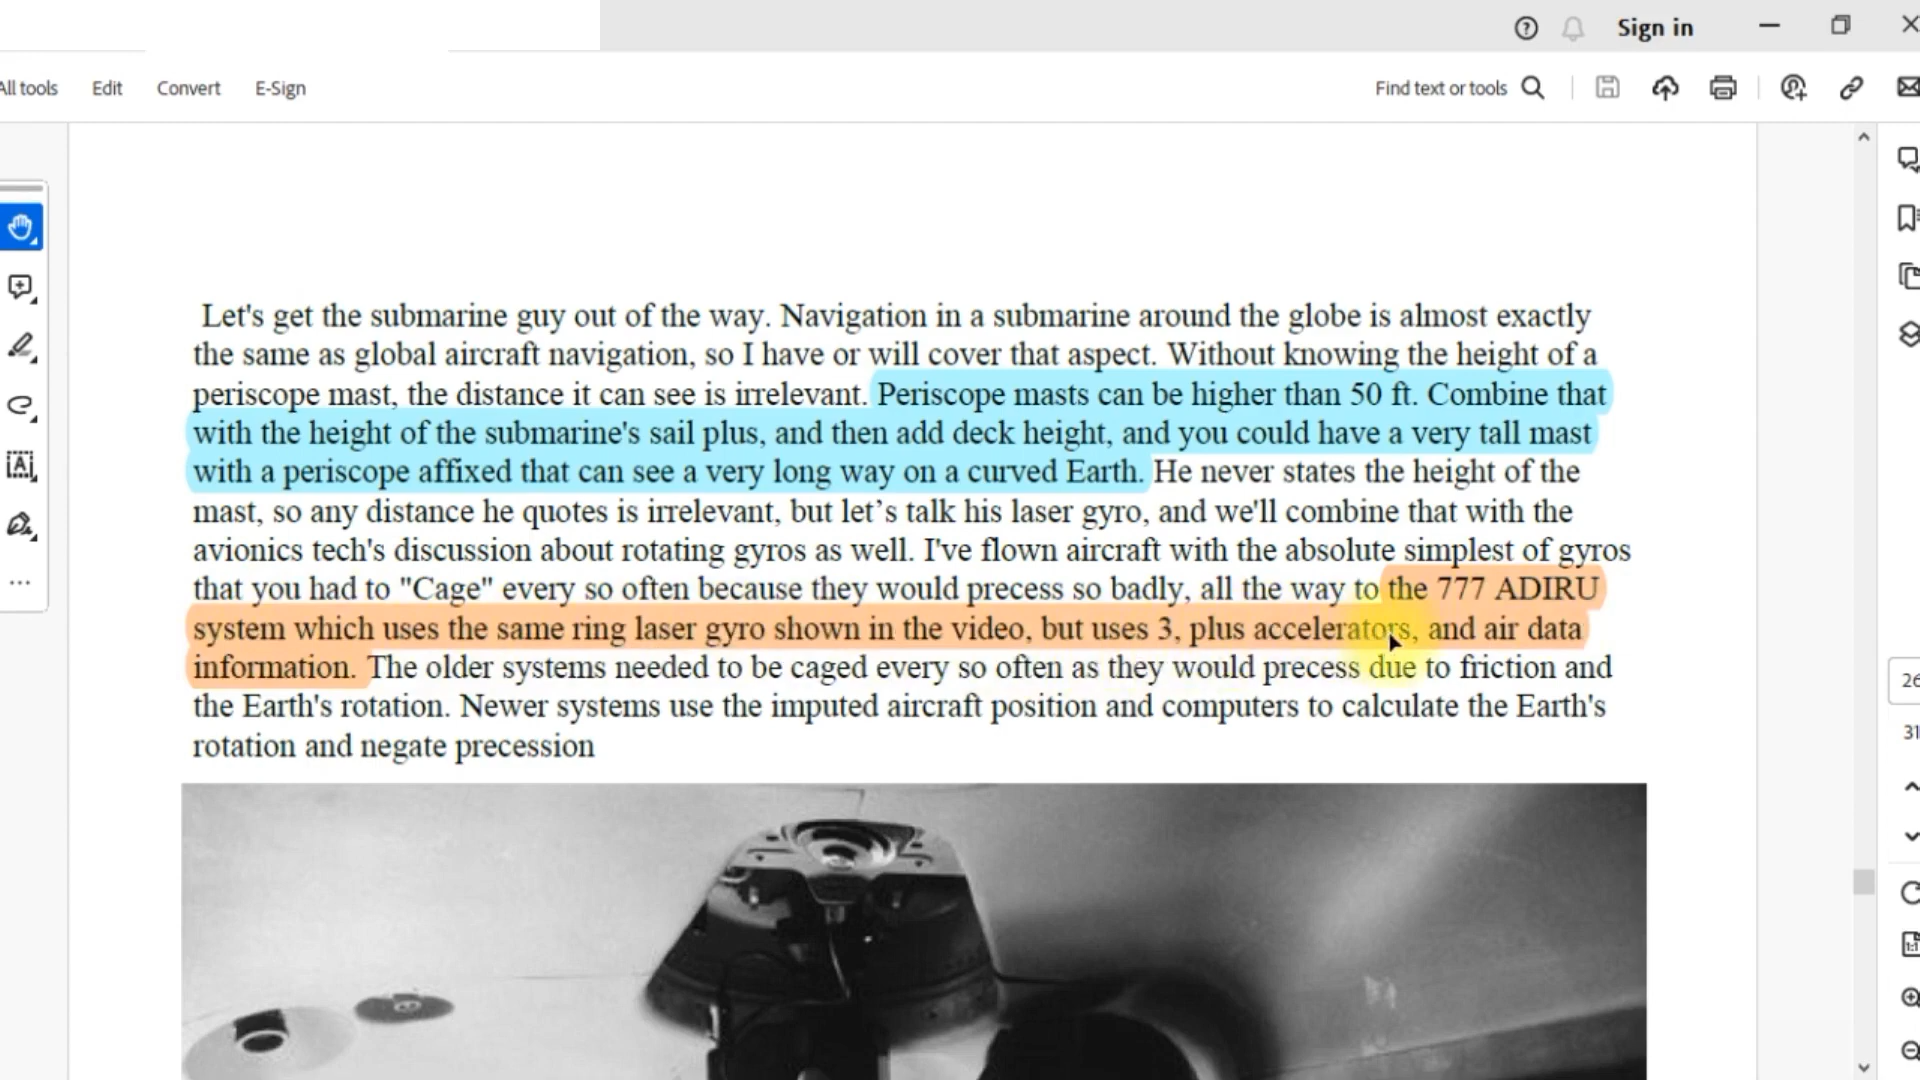 Sign in
All tools Edit Convert E-Sign Find text or tools
Let's get the submarine guy out of the way. Navigation in a submarine around the globe is almost exactly
the same as global aircraft navigation, so I have or will cover that aspect. Without knowing the height of a
periscope mast, the distance it can see is irrelevant. Periscope masts can be higher than 50 ft. Combine that
with the height of the submarine's sail plus, and then add deck height, and you could have a very tall mast
with a periscope affixed that can see a very long way on a curved Earth. He never states the height of the
mast, so any distance he quotes is irrelevant, but let’s talk his laser gyro, and we'll combine that with the
avionics tech's discussion about rotating gyros as well. I've flown aircraft with the absolute simplest of gyros
that you had to "Cage" every so often because they would precess so badly, all the way to the 777 ADIRU
system which uses the same ring laser gyro shown in the video, but uses 3, plus accelerators, and air data
information. The older systems needed to be caged every so often as they would precess due to friction and
the Earth's rotation. Newer systems use the imputed aircraft position and computers to calculate the Earth's
rotation and negate precession